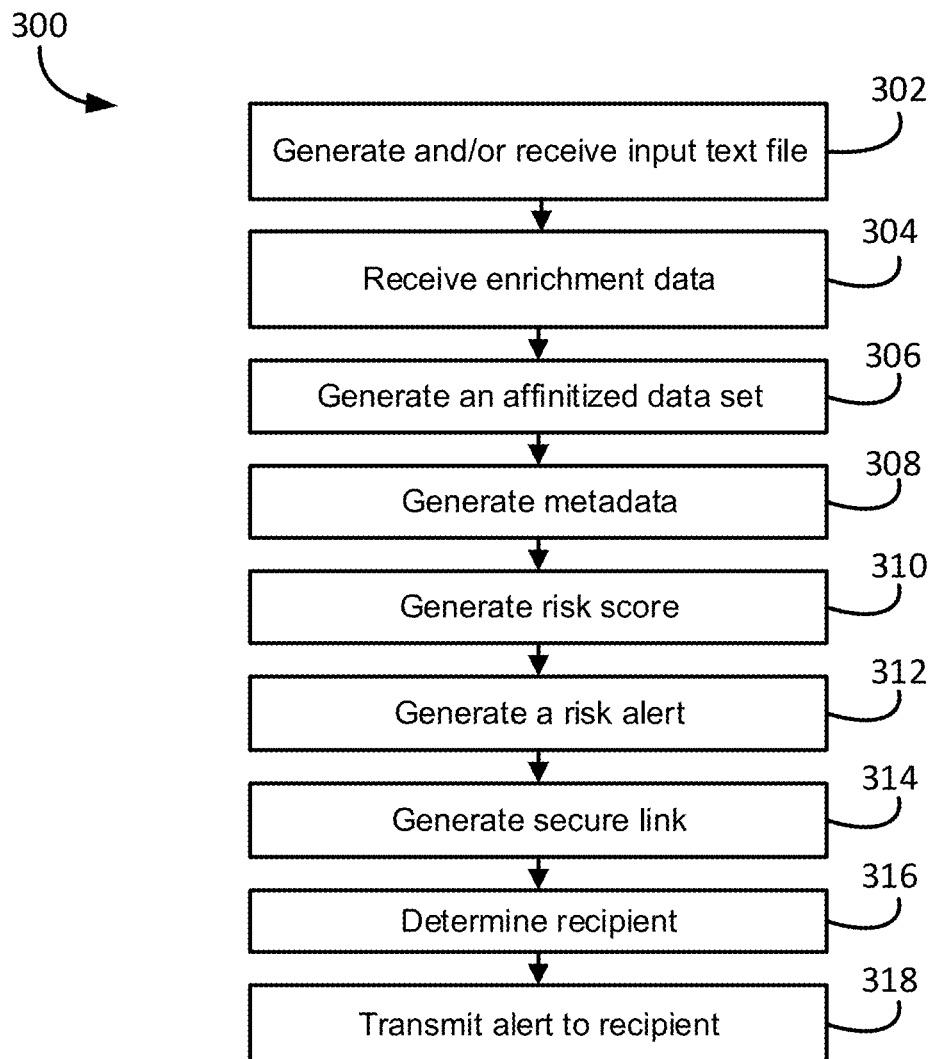 300
302
Generate and/or receive input text file
304
Receive enrichment data
306
Generate an affinitized data set
308
Generate metadata
310
Generate risk score
312
Generate a risk alert
314
Generate secure link
316
Determine recipient
318
Transmit alert to recipient